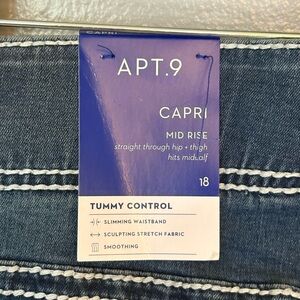 APT.9
CAPRI
MID RISE
straight through hip + thigh
hits midcalf
18
TUMMY CONTROL
SLIMMING WAISTBAND
SCULPTING STRETCH FABRIC
SMOOTHING